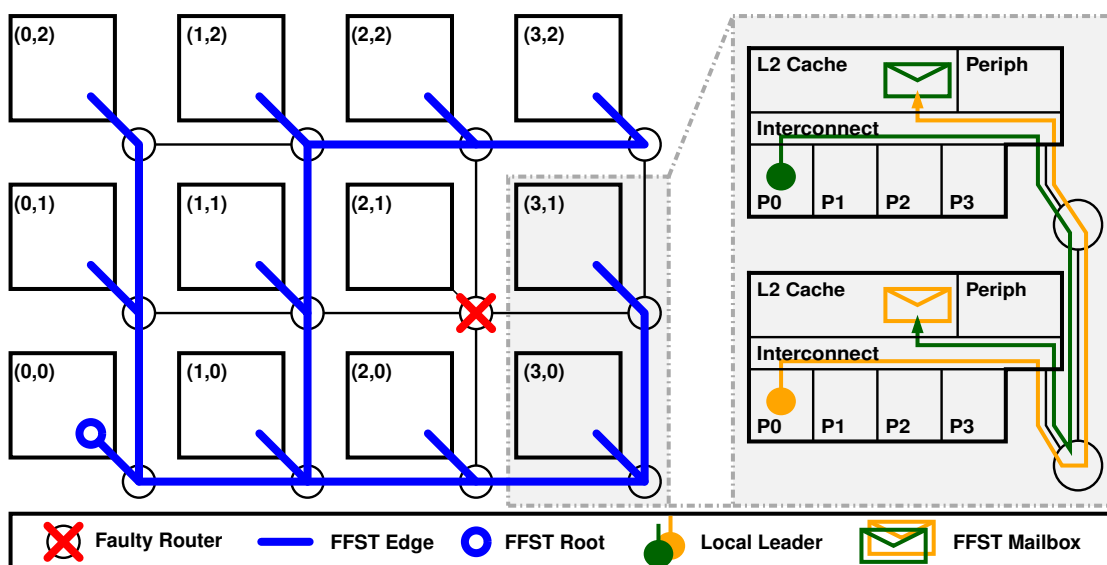 (0,2) (1,2) (2,2) (3,2)
L2 Cache Periph
Interconnect
P0 P1 P2 P3
(0,1) (1,1) (2,1) (3,1)
L2 Cache Periph
Interconnect
P0 P1 P2 P3
(0,0) (1,0) (2,0) (3,0)
Faulty Router FFST Edge FFST Root Local Leader FFST Mailbox